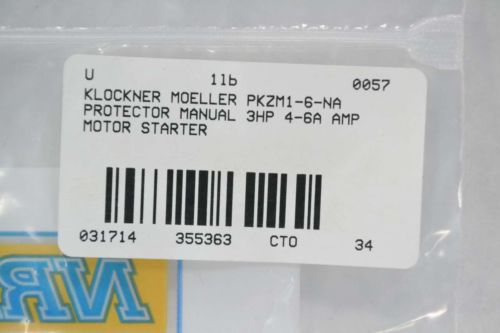 U 11b 0057
KLOCKNER MOELLER PKZM1-6-NA
PROTECTOR MANUAL 3HP 4-6A AMP
MOTOR STARTER
031714 355363 CTO 34
NR